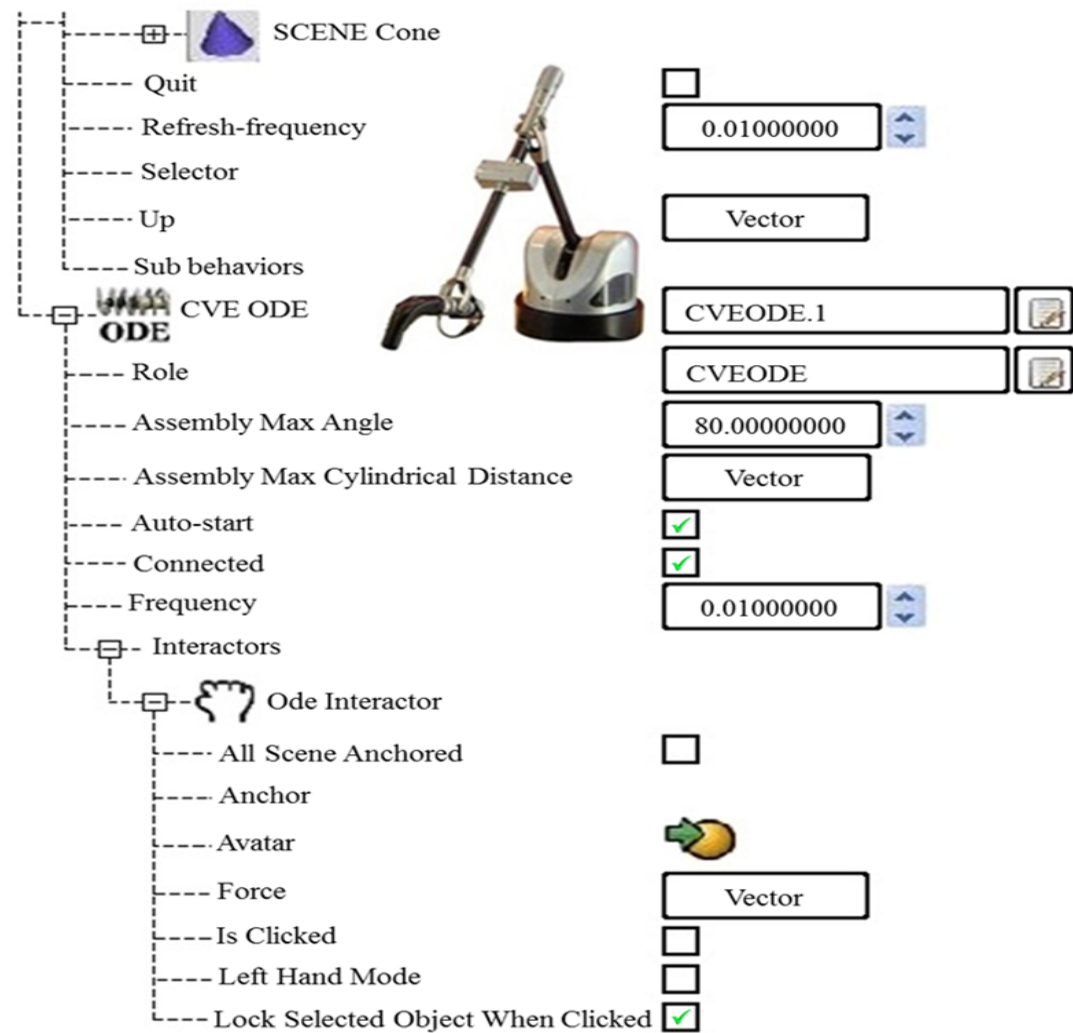 SCENE Cone
Quit
Refresh-frequency 0.01000000
Selector
Up Vector
Sub behaviors
ODE CVE ODE CVEODE.1
Role CVEODE
Assembly Max Angle 80.00000000
Assembly Max Cylindrical Distance Vector
Auto-start ✓
Connected ✓
Frequency 0.01000000
Interactors
Ode Interactor
All Scene Anchored
Anchor
Avatar
Force Vector
Is Clicked
Left Hand Mode
Lock Selected Object When Clicked ✓